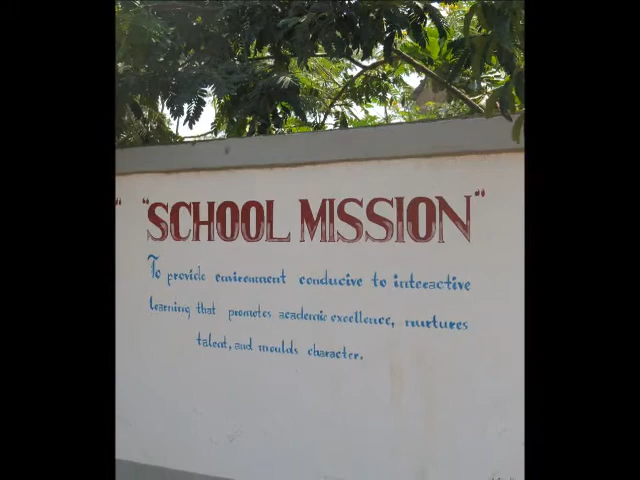 "SCHOOL MISSION"
To provide environment conducive to interactive
learning that promotes academic excellence, nurtures
talent, and moulds character.